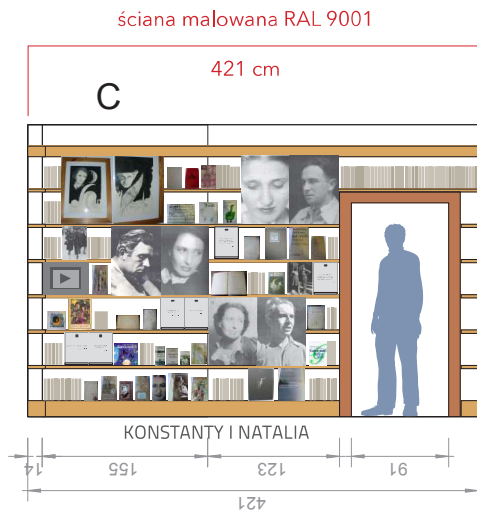 ściana malowana RAL 9001
421 cm
C
KONSTANTY I NATALIA
14 155 123 91
421